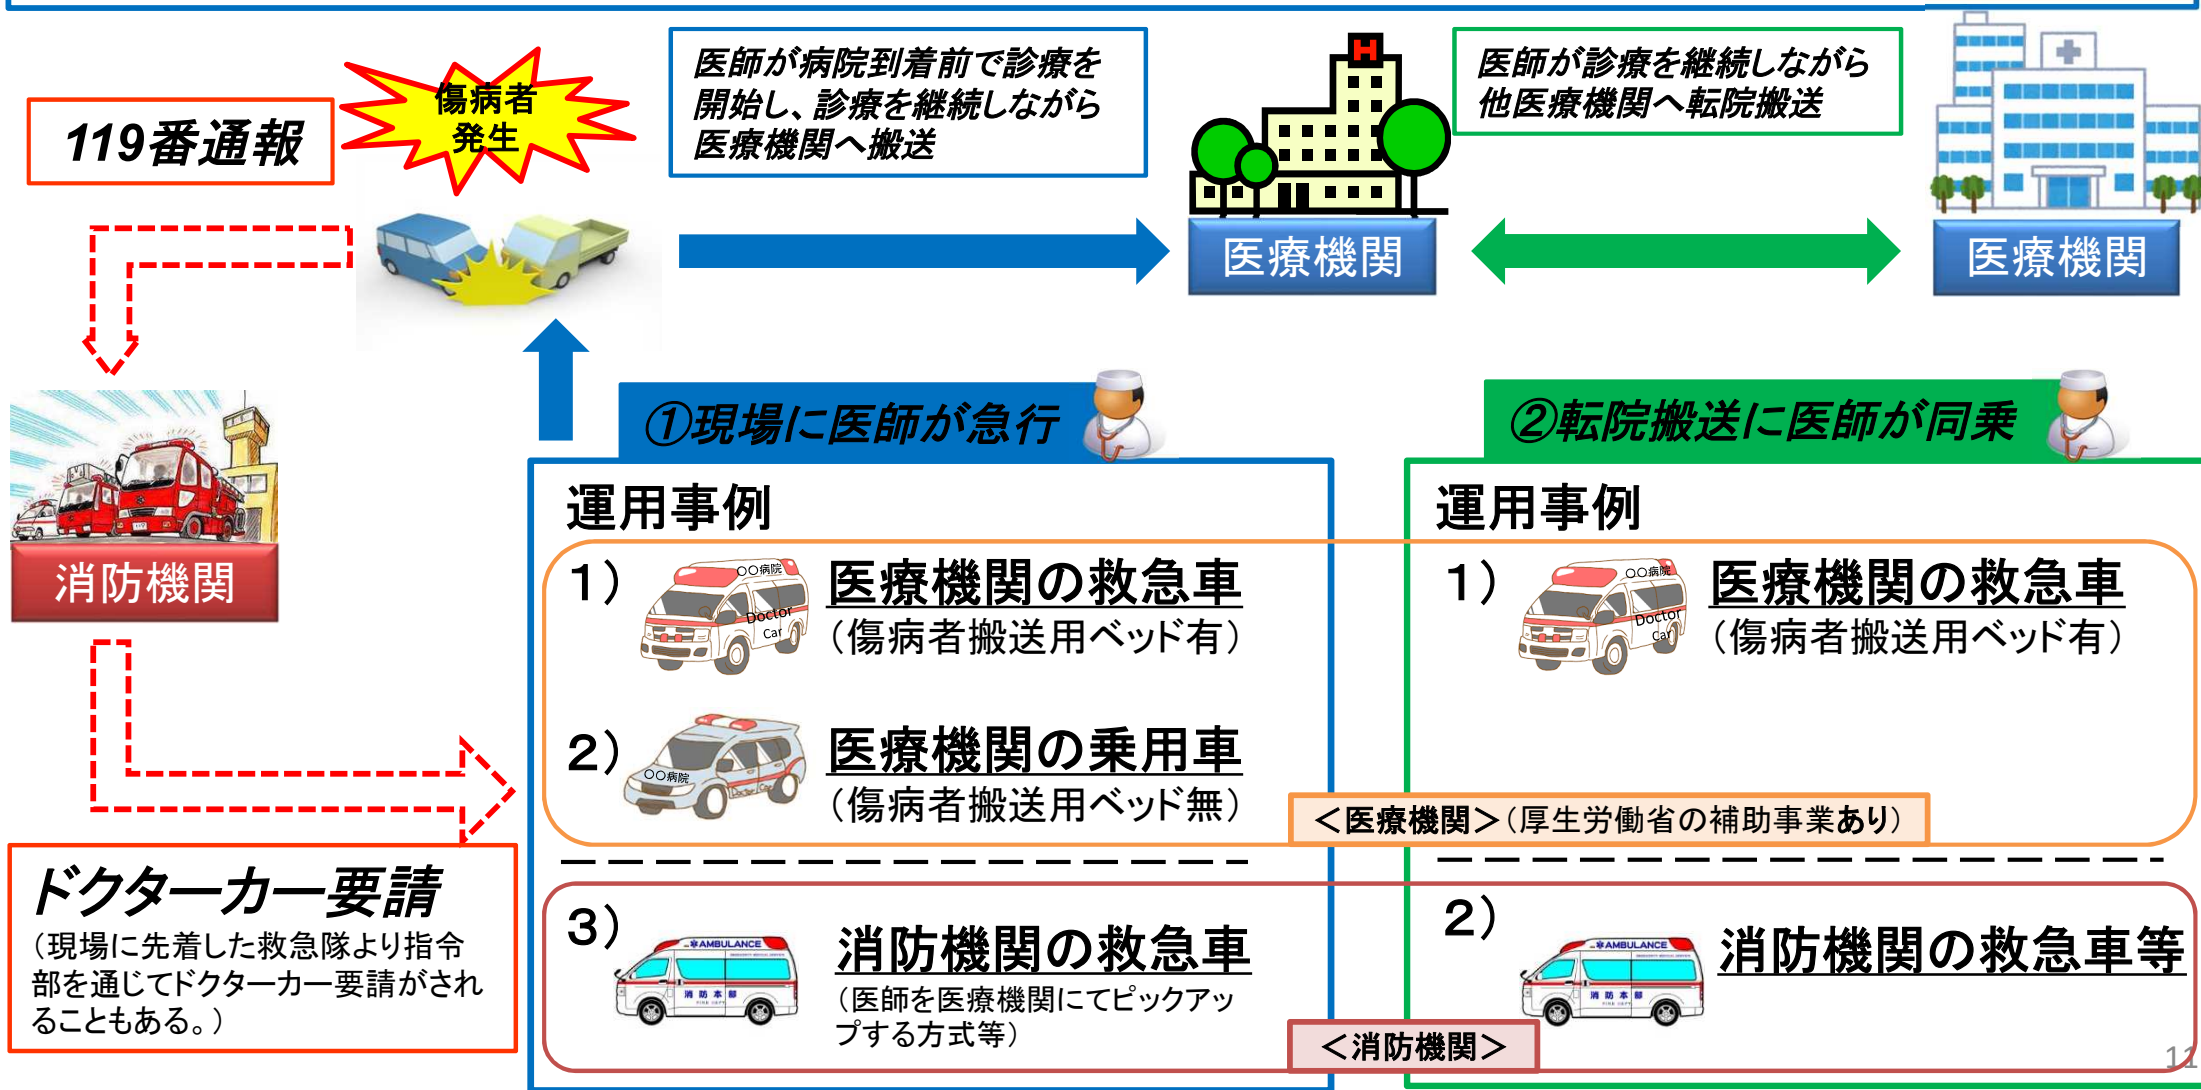 119番通報
傷病者
発生
医師が病院到着前で診療を
開始し、診療を継続しながら
医療機関へ搬送
医師が診療を継続しながら
他医療機関へ転院搬送
H
医療機関
医療機関
消防機関
①現場に医師が急行
②転院搬送に医師が同乗
運用事例
1）
〇〇病院
Doctor
Car
医療機関の救急車
（傷病者搬送用ベッド有）
2）
〇〇病院
Doctor Car
医療機関の乗用車
（傷病者搬送用ベッド無）
運用事例
1）
〇〇病院
Doctor
Car
医療機関の救急車
（傷病者搬送用ベッド有）
＜医療機関＞（厚生労働省の補助事業あり）
ドクターカー要請
（現場に先着した救急隊より指令
部を通じてドクターカー要請がされ
ることもある。）
3）
AMBULANCE
消防本部
FIRE DEPT
消防機関の救急車
（医師を医療機関にてピックアッ
プする方式等）
2）
AMBULANCE
消防本部
FIRE DEPT
消防機関の救急車等
＜消防機関＞
11